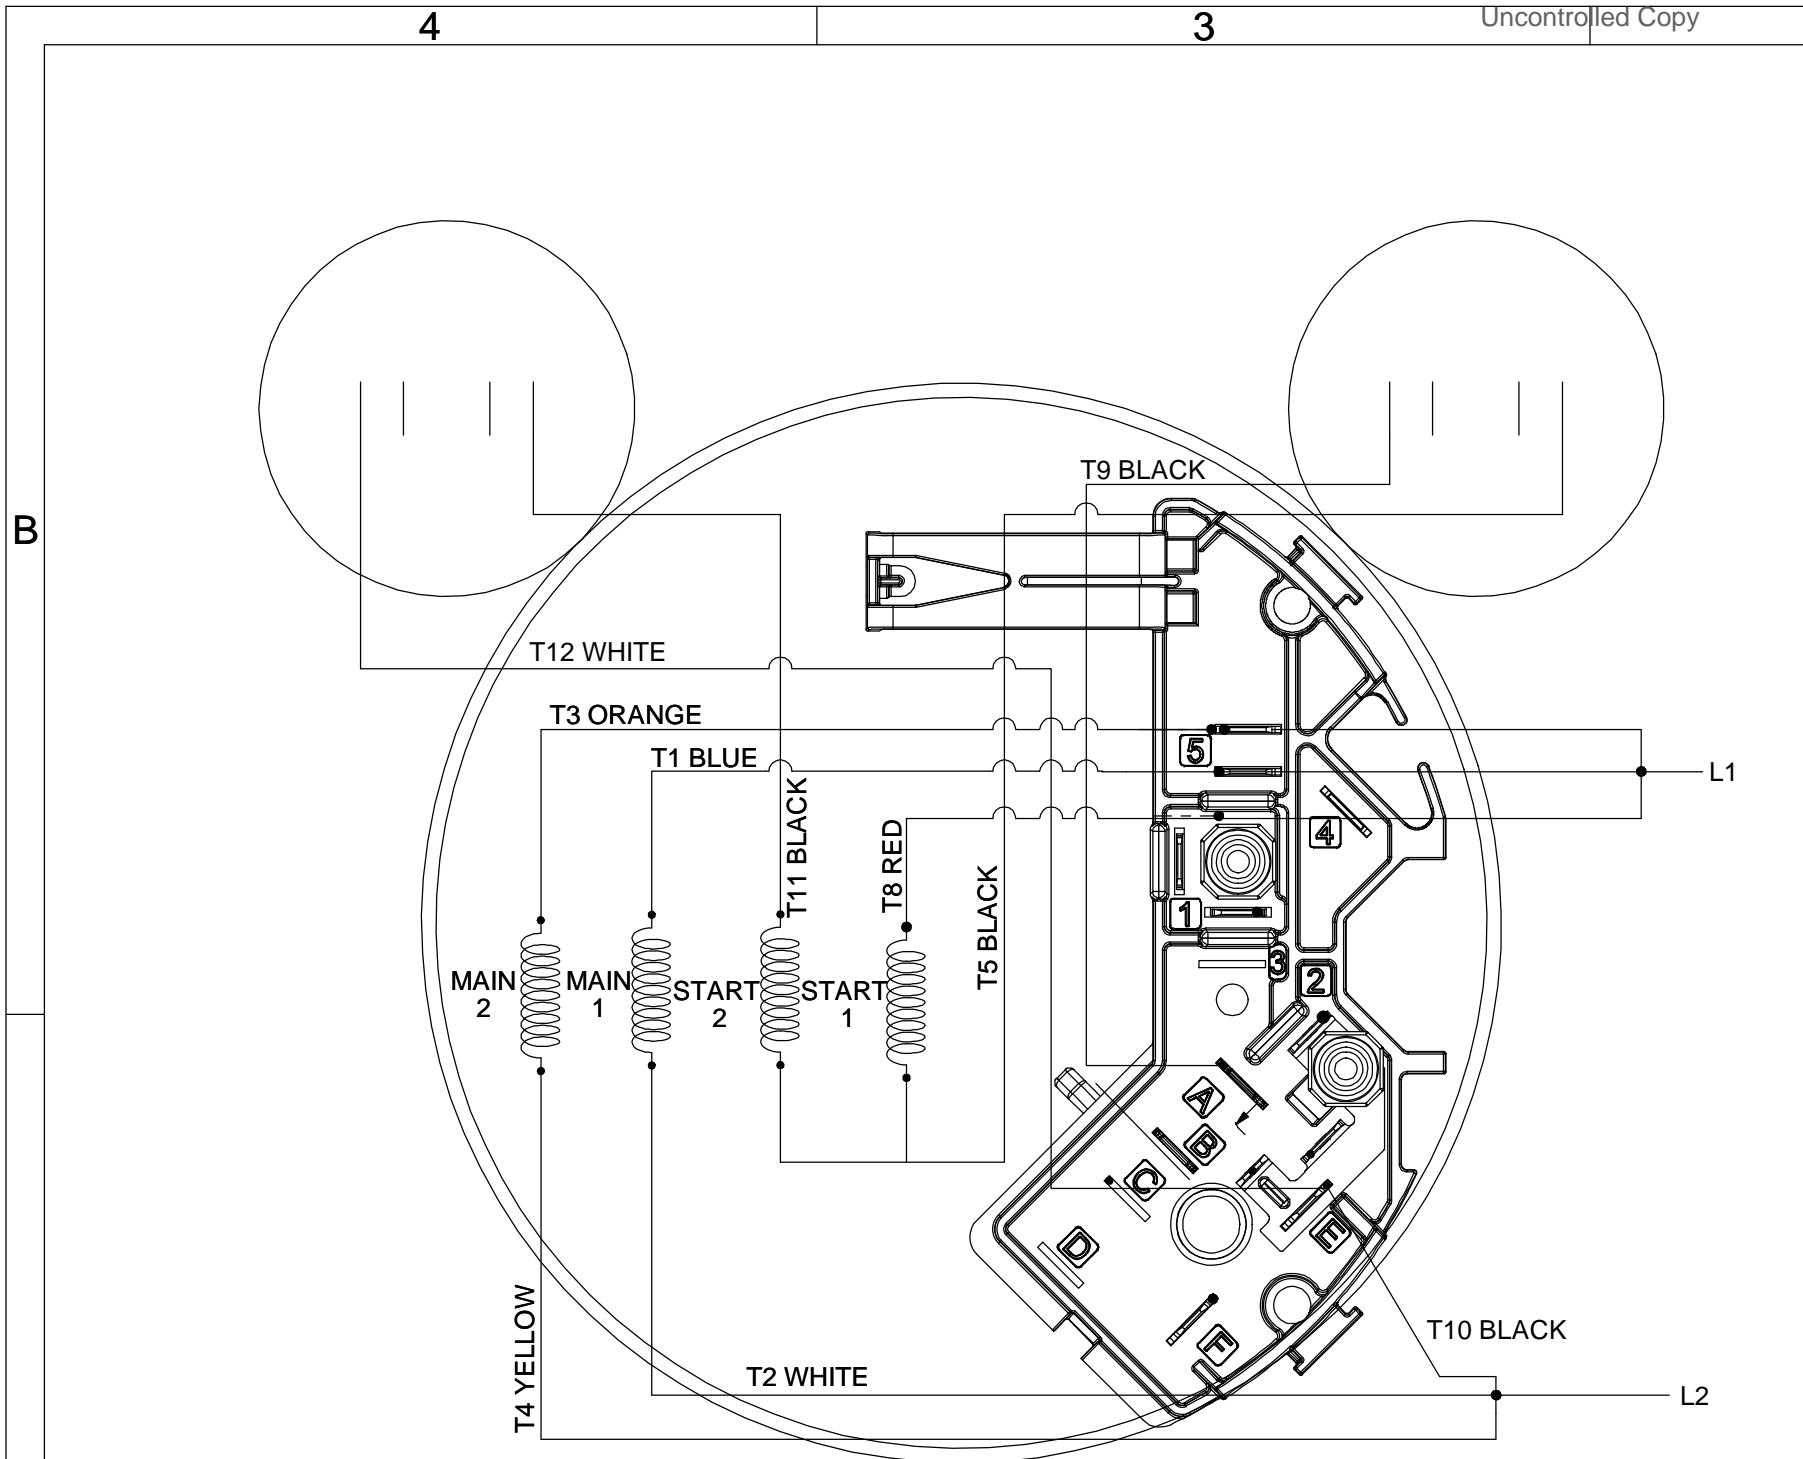 4
3
Uncontrolled Copy
B
T9 BLACK
T12 WHITE
T3 ORANGE
T1 BLUE
5
L1
T11 BLACK
T8 RED
4
T5 BLACK
1
3
2
MAIN
2
MAIN
1
START
2
START
1
A
B
C
D
E
F
T4 YELLOW
T10 BLACK
T2 WHITE
L2